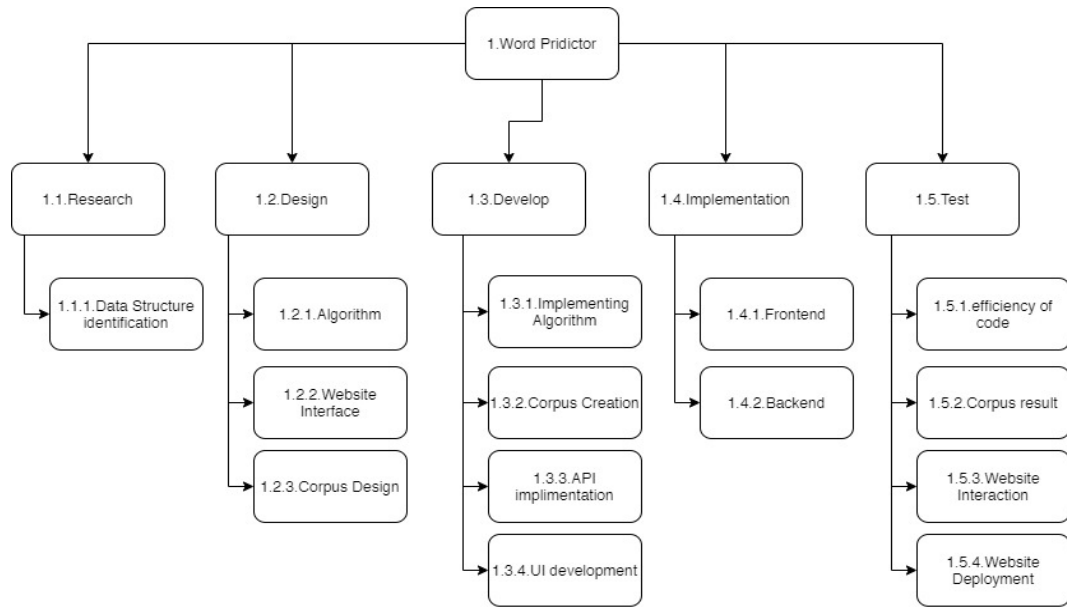 1.Word Pridictor
1.1.Research
1.2.Design
1.3.Develop
1.4.Implementation
1.5.Test
1.1.1.Data Structure
identification
1.2.1.Algorithm
1.2.2.Website
Interface
1.2.3.Corpus Design
1.3.1.Implementing
Algorithm
1.3.2.Corpus Creation
1.3.3.API
implimentation
1.3.4.UI development
1.4.1.Frontend
1.4.2.Backend
1.5.1.efficiency of
code
1.5.2.Corpus result
1.5.3.Website
Interaction
1.5.4.Website
Deployment